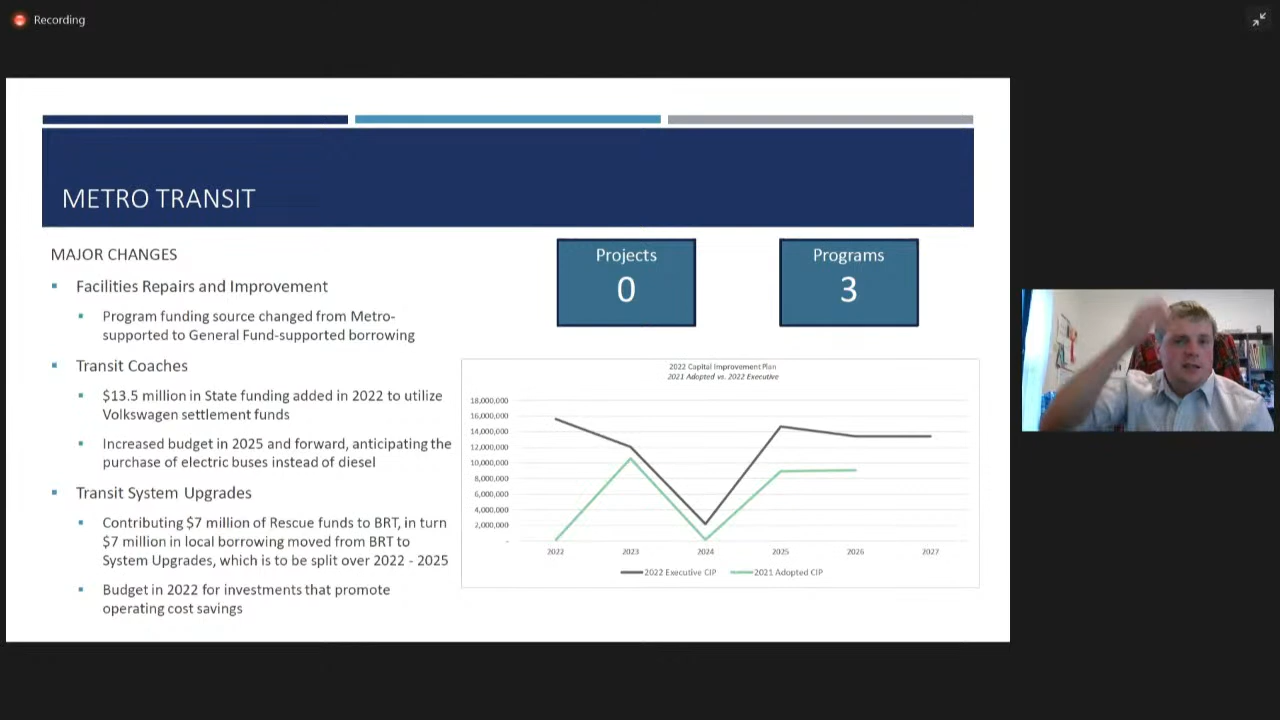 Recording
METRO TRANSIT
MAJOR CHANGES
Facilities Repairs and Improvement
Program funding source changed from Metro-
supported to General Fund-supported borrowing
Transit Coaches
$13.5 million in State funding added in 2022 to utilize
Volkswagen settlement funds
Increased budget in 2025 and forward, anticipating the
purchase of electric buses instead of diesel
Transit System Upgrades
Contributing $7 million of Rescue funds to BRT, in turn
$7 million in local borrowing moved from BRT to
System Upgrades, which is to be split over 2022 - 2025
Budget in 2022 for investments that promote
operating cost savings
Projects
0
Programs
3
2022 Capital Improvement Plan
2021 Adopted vs. 2022 Executive
18,000,000
16,000,000
14,000,000
12,000,000
10,000,000
8,000,000
6,000,000
4,000,000
2,000,000
-
2022 2023 2024 2025 2026 2027
2022 Executive CIP 2021 Adopted CIP